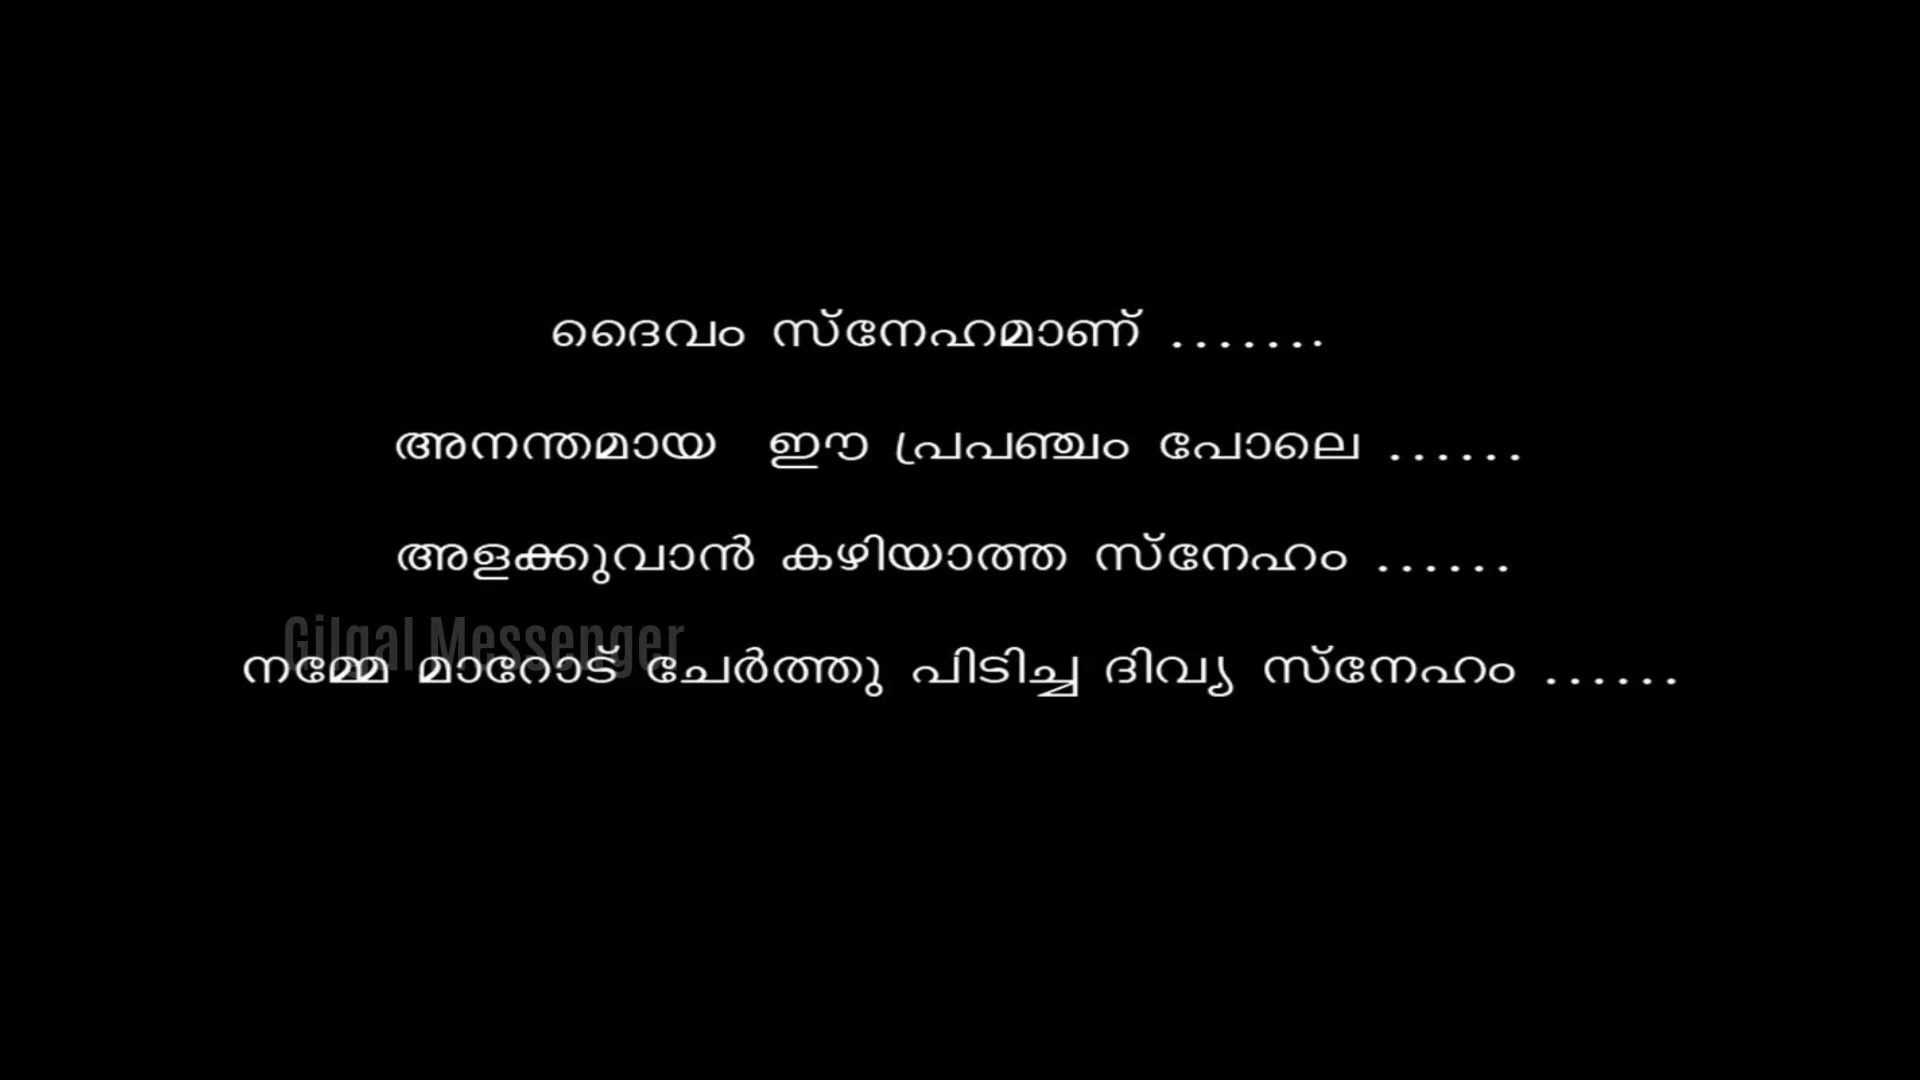 ദൈവം സ്നേഹമാണ് .......
അനന്തമായ ഈ പ്രപഞ്ചം പോലെ ......
അളക്കുവാൻ കഴിയാത്ത സ്നേഹം ......
Gilgal Messenger
നമ്മേ മാറോട് ചേർത്തു പിടിച്ച ദിവ്യ സ്നേഹം ......